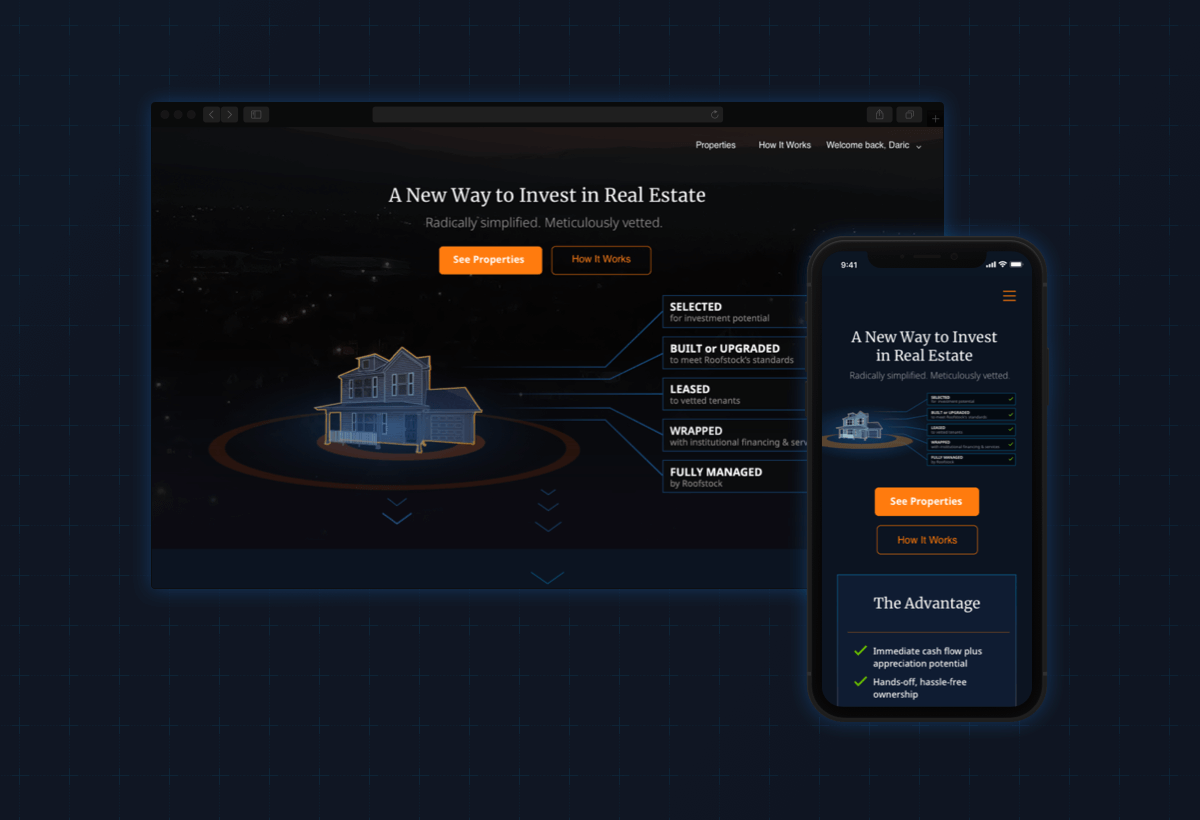 Properties
How It Works
Welcome back, Daric
A New Way to Invest in Real Estate
Radically simplified. Meticulously vetted.
See Properties
How It Works
SELECTED
for investment potential
BUILT or UPGRADED
to meet Roofstock's standards
LEASED
to vetted tenants
WRAPPED
with institutional financing & serv
FULLY MANAGED
by Roofstock
9:41
A New Way to Invest
in Real Estate
Radically simplified. Meticulously vetted.
SELECTED
for investment potential
BUILT or UPGRADED
to meet Roofstock's standards
LEASED
to vetted tenants
WRAPPED
with institutional financing & services
FULLY MANAGED
by Roofstock
See Properties
How It Works
The Advantage
Immediate cash flow plus
appreciation potential
Hands-off, hassle-free
ownership